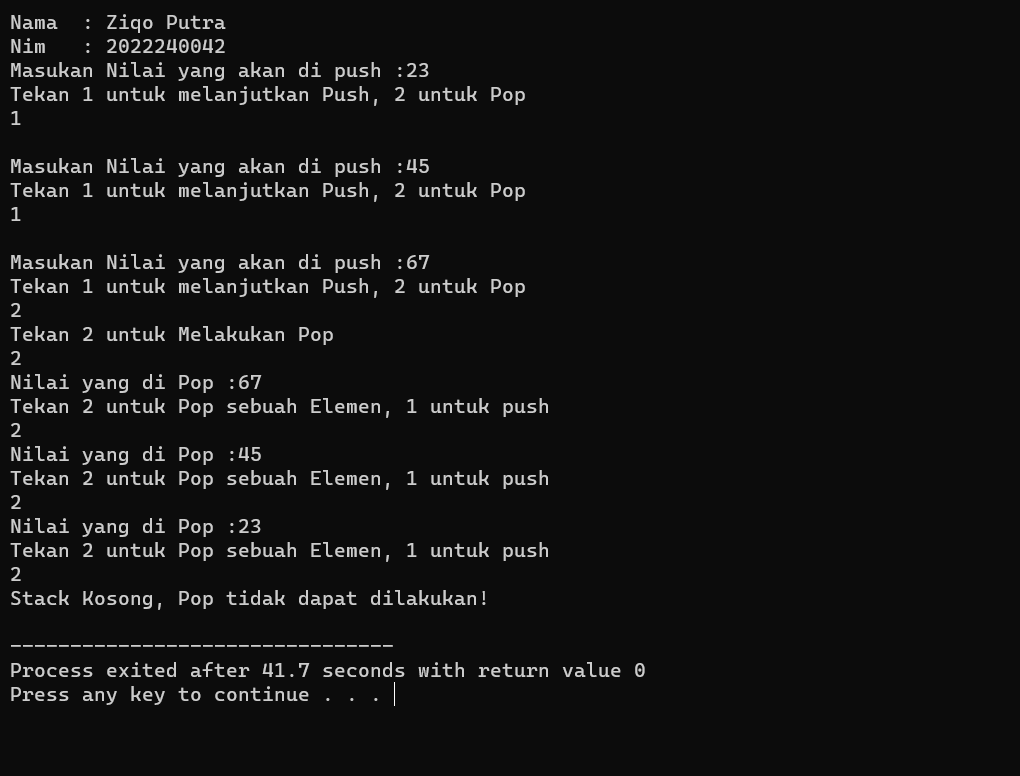 Nama  : Ziqo Putra
Nim   : 2022240042
Masukan Nilai yang akan di push :23
Tekan 1 untuk melanjutkan Push, 2 untuk Pop
1

Masukan Nilai yang akan di push :45
Tekan 1 untuk melanjutkan Push, 2 untuk Pop
1

Masukan Nilai yang akan di push :67
Tekan 1 untuk melanjutkan Push, 2 untuk Pop
2
Tekan 2 untuk Melakukan Pop
2
Nilai yang di Pop :67
Tekan 2 untuk Pop sebuah Elemen, 1 untuk push
2
Nilai yang di Pop :45
Tekan 2 untuk Pop sebuah Elemen, 1 untuk push
2
Nilai yang di Pop :23
Tekan 2 untuk Pop sebuah Elemen, 1 untuk push
2
Stack Kosong, Pop tidak dapat dilakukan!

--------------------------------
Process exited after 41.7 seconds with return value 0
Press any key to continue . . .